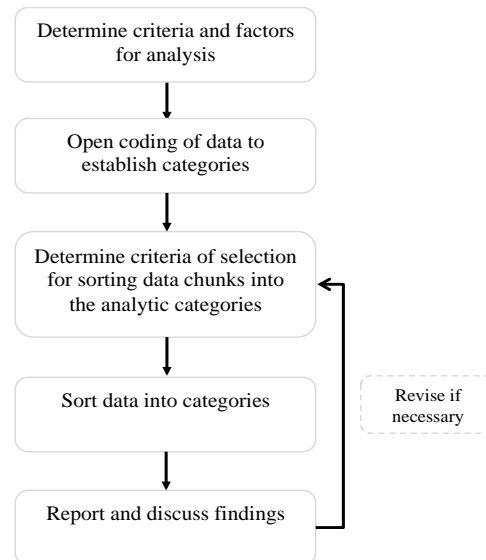 Determine criteria and factors
for analysis
Open coding of data to
establish categories
Determine criteria of selection
for sorting data chunks into
the analytic categories
Sort data into categories
Revise if
necessary
Report and discuss findings